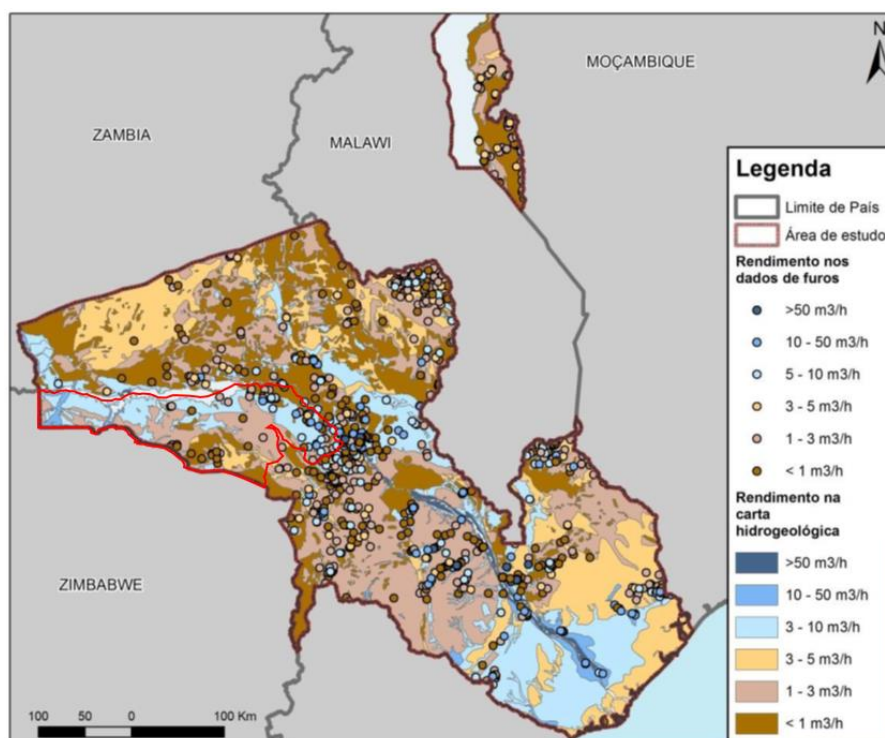 N
MOÇAMBIQUE
ZAMBIA
MALAWI
ZIMBABWE
Legenda
Limite de País
Área de estudo
Rendimento nos
dados de furos
>50 m3/h
10 - 50 m3/h
5 - 10 m3/h
3 - 5 m3/h
1 - 3 m3/h
< 1 m3/h
Rendimento na
carta
hidrogeológica
>50 m3/h
10 - 50 m3/h
3 - 10 m3/h
3 - 5 m3/h
1 - 3 m3/h
< 1 m3/h
100 50 0 100 Km